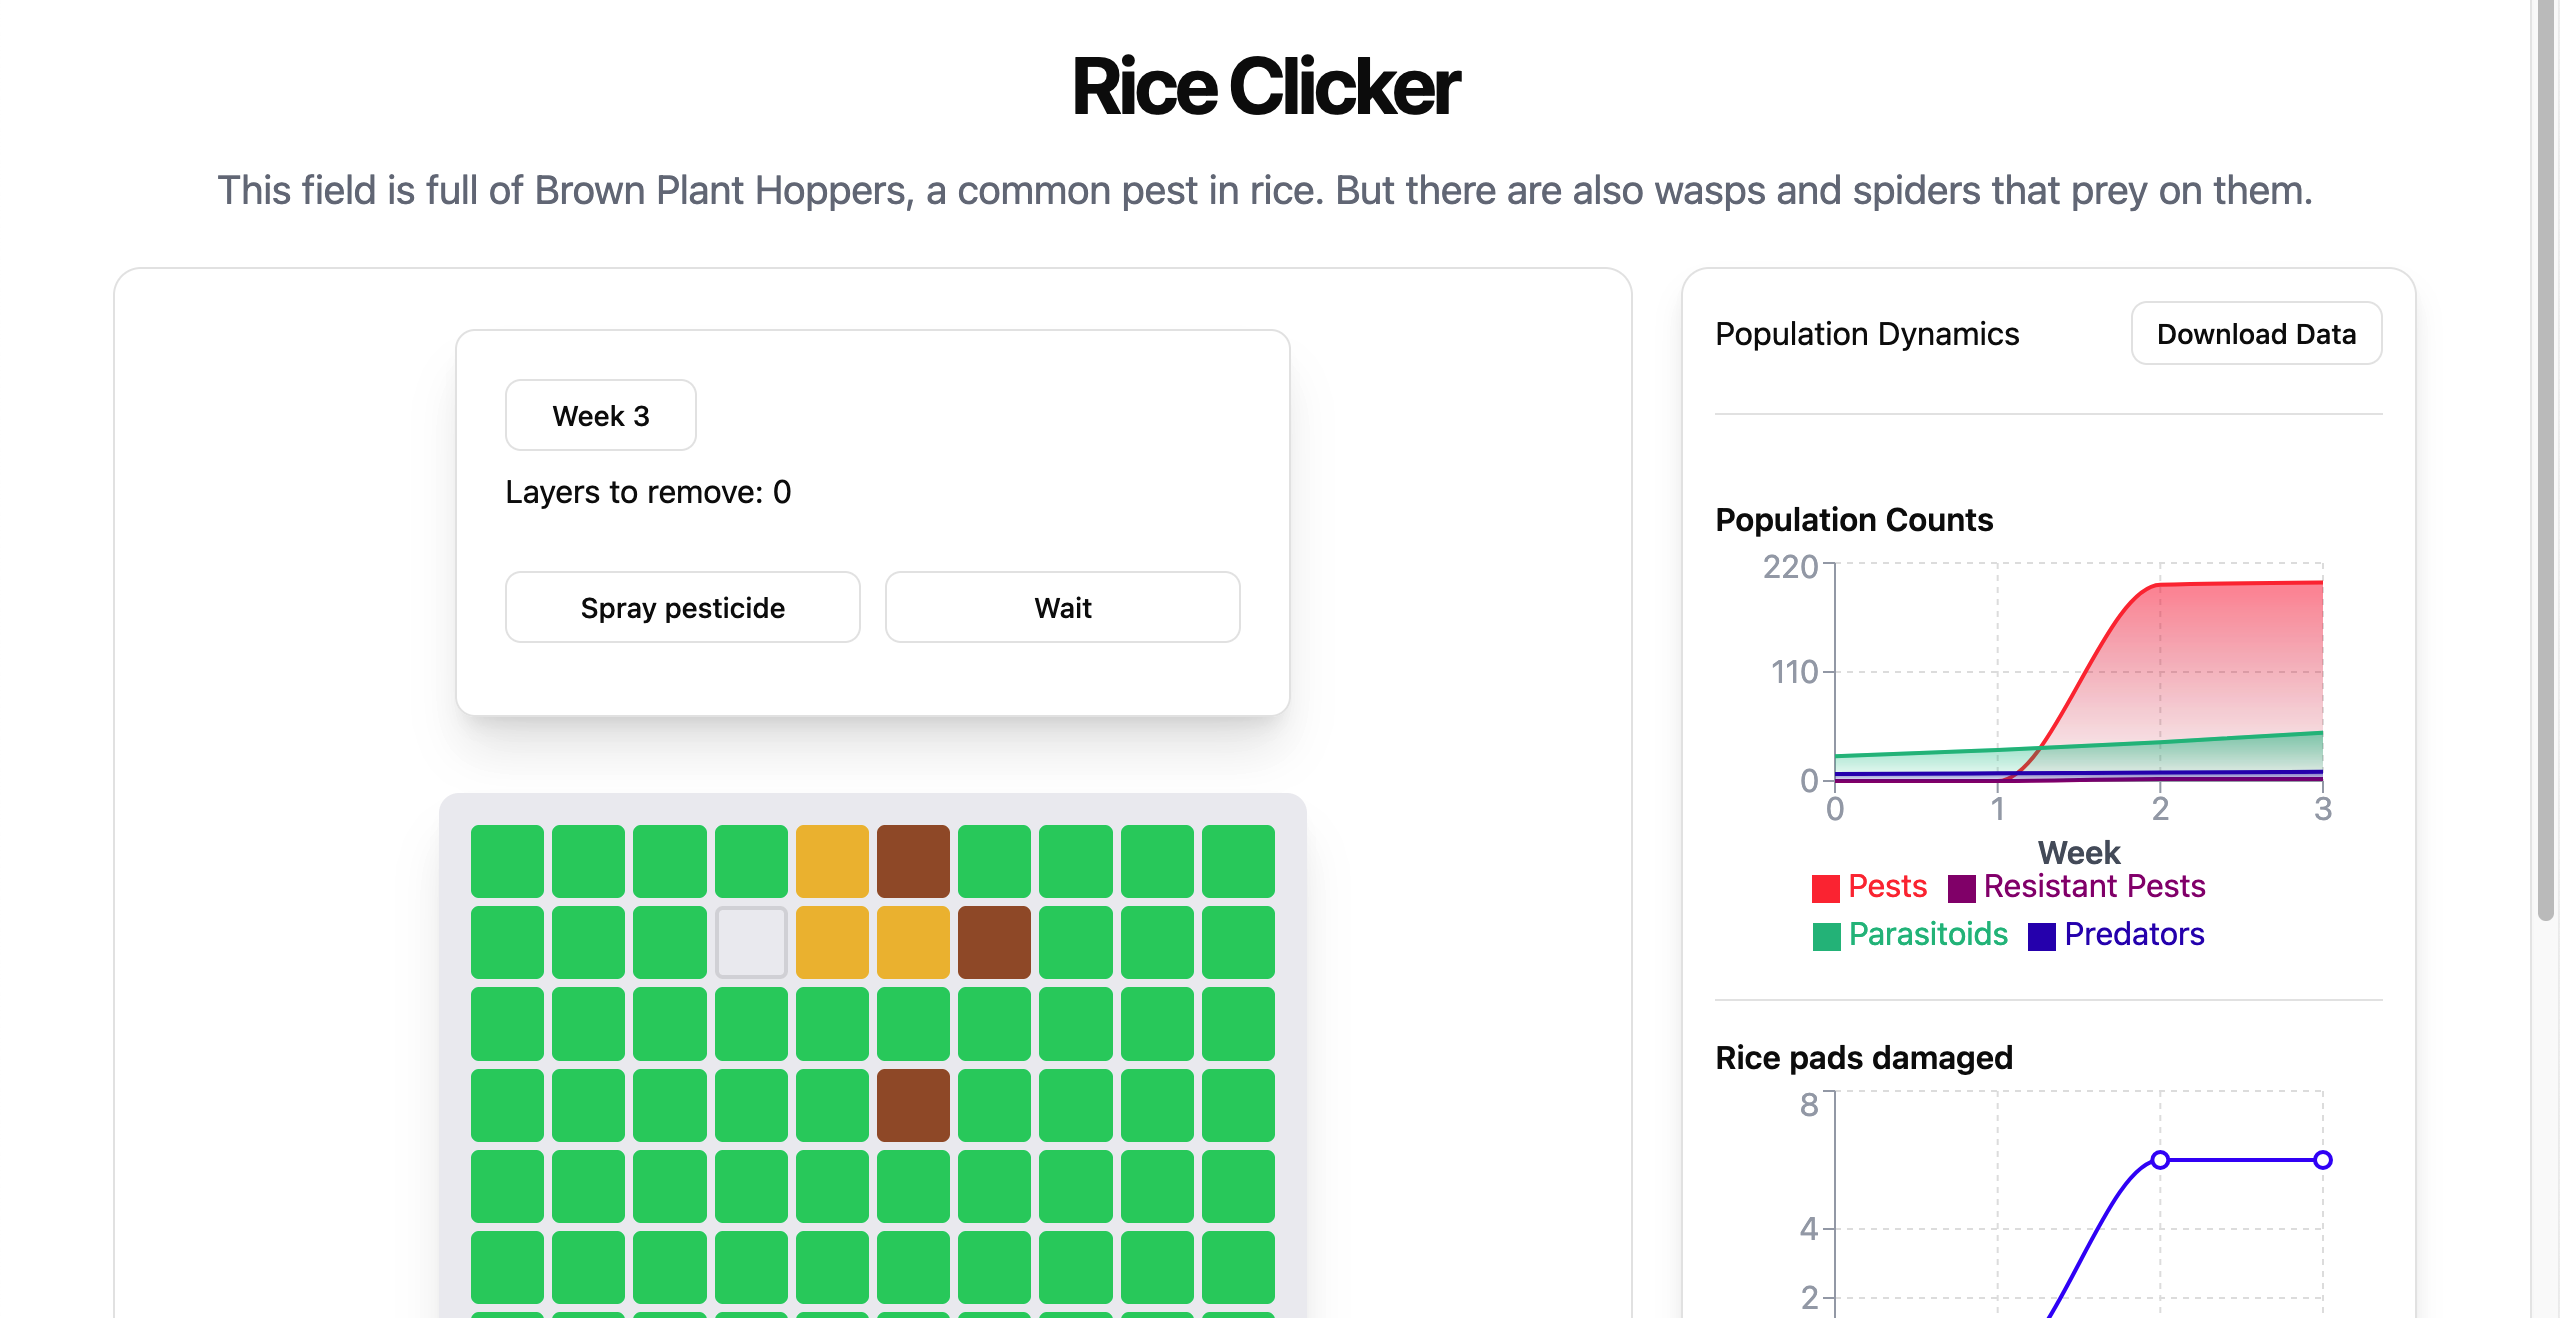 Rice Clicker
This field is full of Brown Plant Hoppers, a common pest in rice. But there are also wasps and spiders that prey on them.
Week 3
Layers to remove: 0
Spray pesticide
Wait
Population Dynamics
Download Data
Population Counts
220
110
0
0 1 2 3
Week
Pests Resistant Pests
Parasitoids Predators
Rice pads damaged
8
4
2